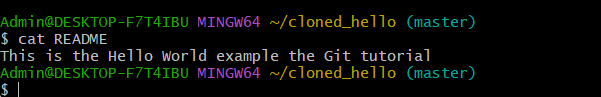 Admin@DESKTOP-F7T4IBU MINGW64 ~/cloned_hello (master)
$ cat README
This is the Hello World example the Git tutorial
Admin@DESKTOP-F7T4IBU MINGW64 ~/cloned_hello (master)
$